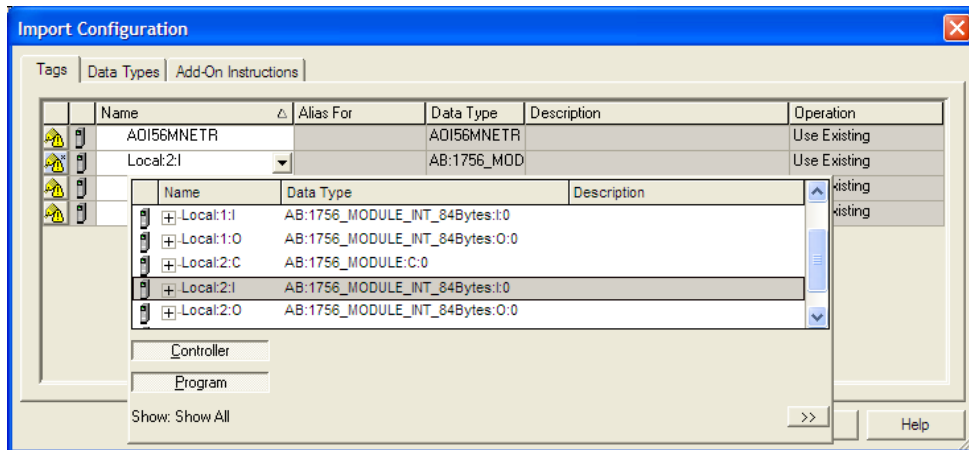 Import Configuration
Tags Data Types Add-On Instructions
Name Alias For Data Type Description Operation
AOI56MNETR AOI56MNETR Use Existing
Local:2:I AB:1756_MOD Use Existing
Name Data Type Description
Local:1:I AB:1756_MODULE_INT_84Bytes:I:0
Local:1:O AB:1756_MODULE_INT_84Bytes:O:0
Local:2:C AB:1756_MODULE:C:0
Local:2:I AB:1756_MODULE_INT_84Bytes:I:0
Local:2:O AB:1756_MODULE_INT_84Bytes:O:0
Controller
Program
Show: Show All >>
Help